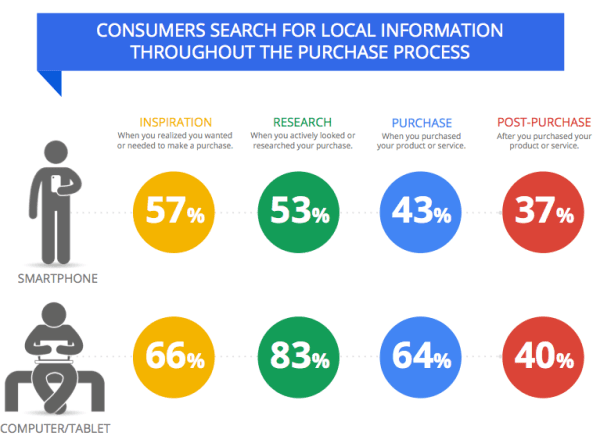 CONSUMERS SEARCH FOR LOCAL INFORMATION
THROUGHOUT THE PURCHASE PROCESS
INSPIRATION
When you realized you wanted
or needed to make a purchase.
RESEARCH
When you actively looked or
researched your purchase.
PURCHASE
When you purchased
your product or service.
POST-PURCHASE
After you purchased your
product or service.
57%
53%
43%
37%
SMARTPHONE
66%
83%
64%
40%
COMPUTER/TABLET